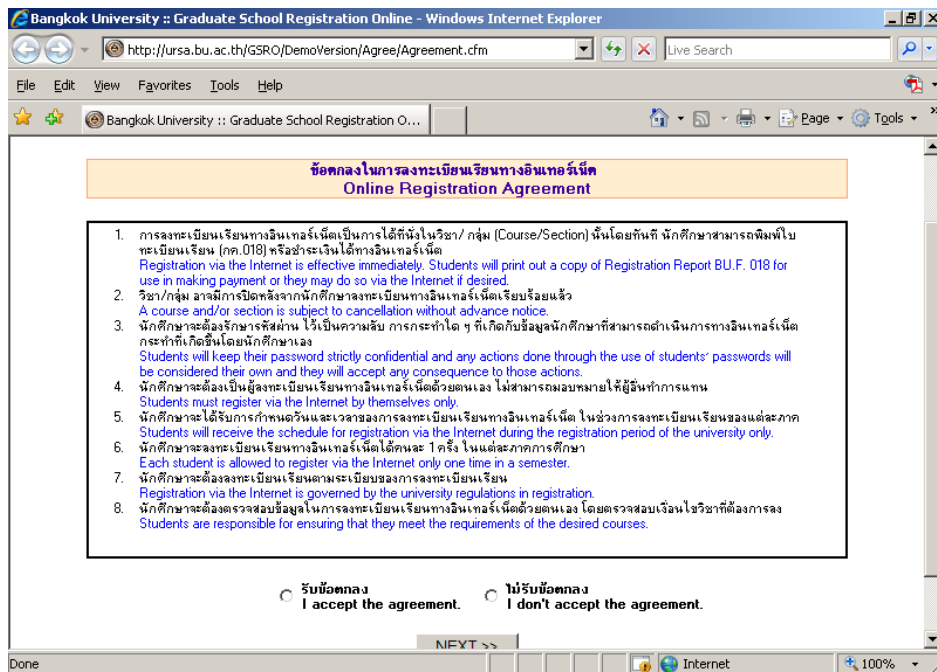 Bangkok University :: Graduate School Registration Online - Windows Internet Explorer
http://ursa.bu.ac.th/GSRO/DemoVersion/Agree/Agreement.cfm
Live Search
File Edit View Favorites Tools Help
Bangkok University :: Graduate School Registration O...
Page Tools
ข้อตกลงในการลงทะเบียนเรียนทางอินเทอร์เน็ต
Online Registration Agreement
1. การลงทะเบียนเรียนทางอินเทอร์เน็ตเป็นการได้ที่นั่งในวิชา/ กลุ่ม (Course/Section) นั้นโดยทันที นักศึกษาสามารถพิมพ์ใบ
ทะเบียนเรียน (กค.018) หรือชำระเงินได้ทางอินเทอร์เน็ต
Registration via the Internet is effective immediately. Students will print out a copy of Registration Report BU.F. 018 for
use in making payment or they may do so via the Internet if desired.
2. วิชา/กลุ่ม อาจมีการปิดหลังจากนักศึกษาลงทะเบียนทางอินเทอร์เน็ตเรียบร้อยแล้ว
A course and/or section is subject to cancellation without advance notice.
3. นักศึกษาจะต้องรักษารหัสผ่าน ไว้เป็นความลับ การกระทำใด ๆ ที่เกิดกับข้อมูลนักศึกษาที่สามารถดำเนินการทางอินเทอร์เน็ต
กระทำที่เกิดขึ้นโดยนักศึกษาเอง
Students will keep their password strictly confidential and any actions done through the use of students' passwords will
be considered their own and they will accept any consequence to those actions.
4. นักศึกษาจะต้องเป็นผู้ลงทะเบียนเรียนทางอินเทอร์เน็ตด้วยตนเอง ไม่สามารถมอบหมายให้ผู้อื่นทำการแทน
Students must register via the Internet by themselves only.
5. นักศึกษาจะได้รับการกำหนดวันและเวลาของการลงทะเบียนเรียนทางอินเทอร์เน็ต ในช่วงการลงทะเบียนเรียนของแต่ละภาค
Students will receive the schedule for registration via the Internet during the registration period of the university only.
6. นักศึกษาจะลงทะเบียนเรียนทางอินเทอร์เน็ตได้คนละ 1 ครั้ง ในแต่ละภาคการศึกษา
Each student is allowed to register via the Internet only one time in a semester.
7. นักศึกษาจะต้องลงทะเบียนเรียนตามระเบียบของการลงทะเบียนเรียน
Registration via the Internet is governed by the university regulations in registration.
8. นักศึกษาจะต้องตรวจสอบข้อมูลในการลงทะเบียนเรียนทางอินเทอร์เน็ตด้วยตนเอง โดยตรวจสอบเงื่อนไขวิชาที่ต้องการลง
Students are responsible for ensuring that they meet the requirements of the desired courses.
รับข้อตกลง ไม่รับข้อตกลง
I accept the agreement. I don't accept the agreement.
NEXT >>
Done Internet 100%